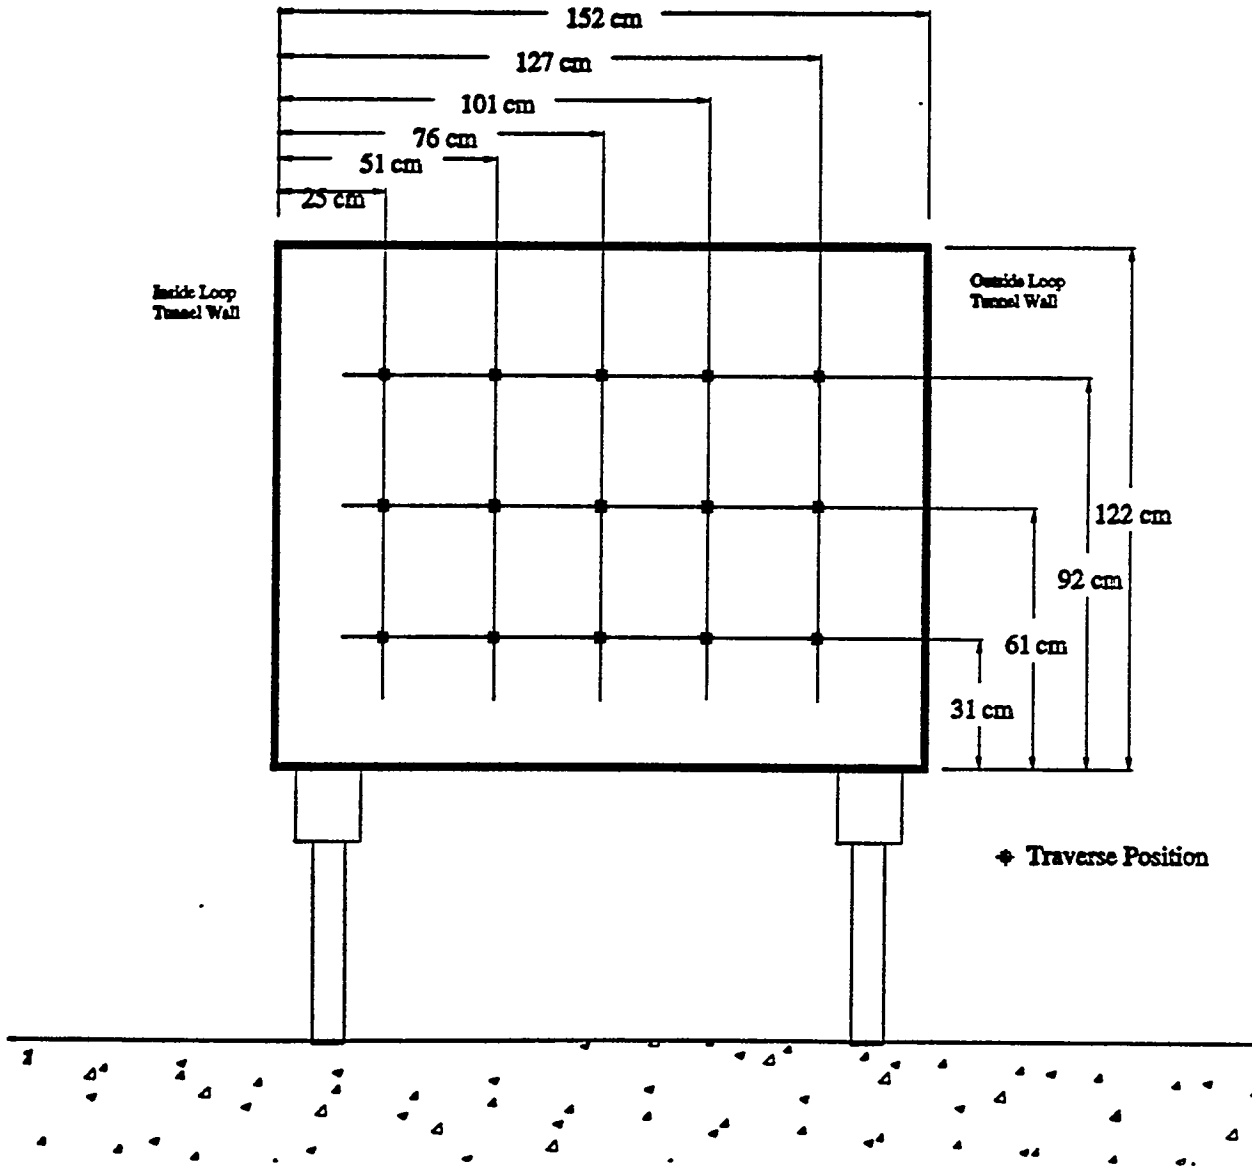 152 cm
127 cm
101 cm
76 cm
51 cm
25 cm
Inside Loop
Tunnel Wall
Outside Loop
Tunnel Wall
122 cm
92 cm
61 cm
31 cm
Traverse Position